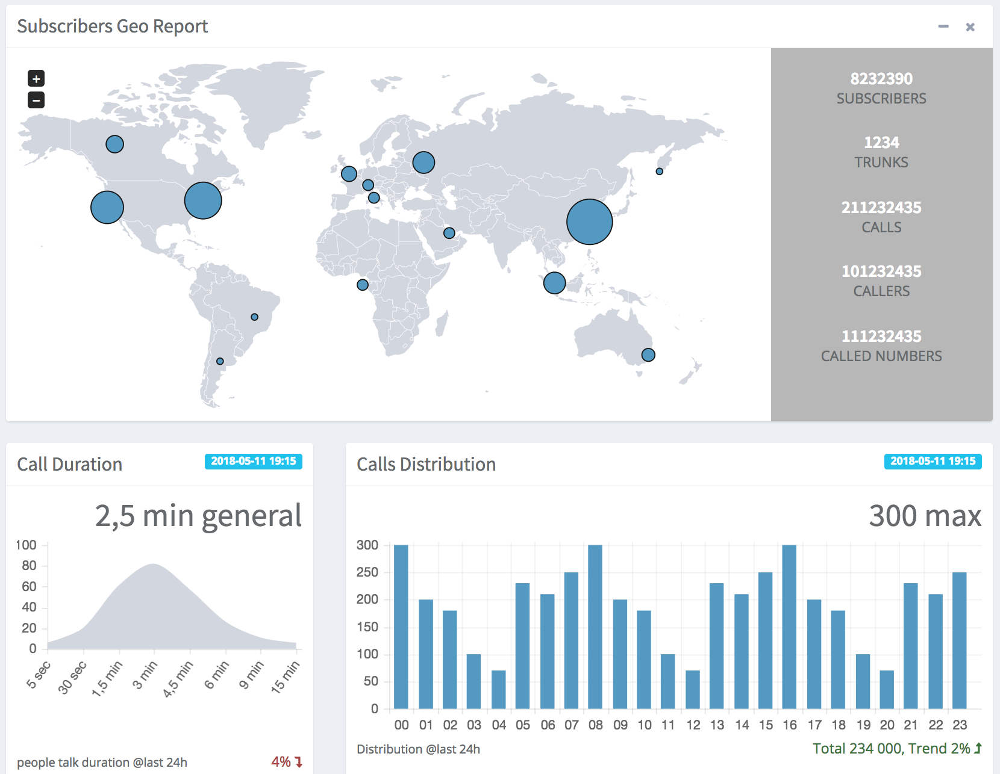 Subscribers Geo Report
+
−
8232390
SUBSCRIBERS
1234
TRUNKS
211232435
CALLS
101232435
CALLERS
111232435
CALLED NUMBERS
Call Duration
2018-05-11 19:15
2,5 min general
100
80
60
40
20
0
5 sec
30 sec
1,5 min
3 min
4,5 min
6 min
9 min
15 min
people talk duration @last 24h
4%
Calls Distribution
2018-05-11 19:15
300 max
300
250
200
150
100
50
0
00 01 02 03 04 05 06 07 08 09 10 11 12 13 14 15 16 17 18 19 20 21 22 23
Distribution @last 24h
Total 234 000, Trend 2%